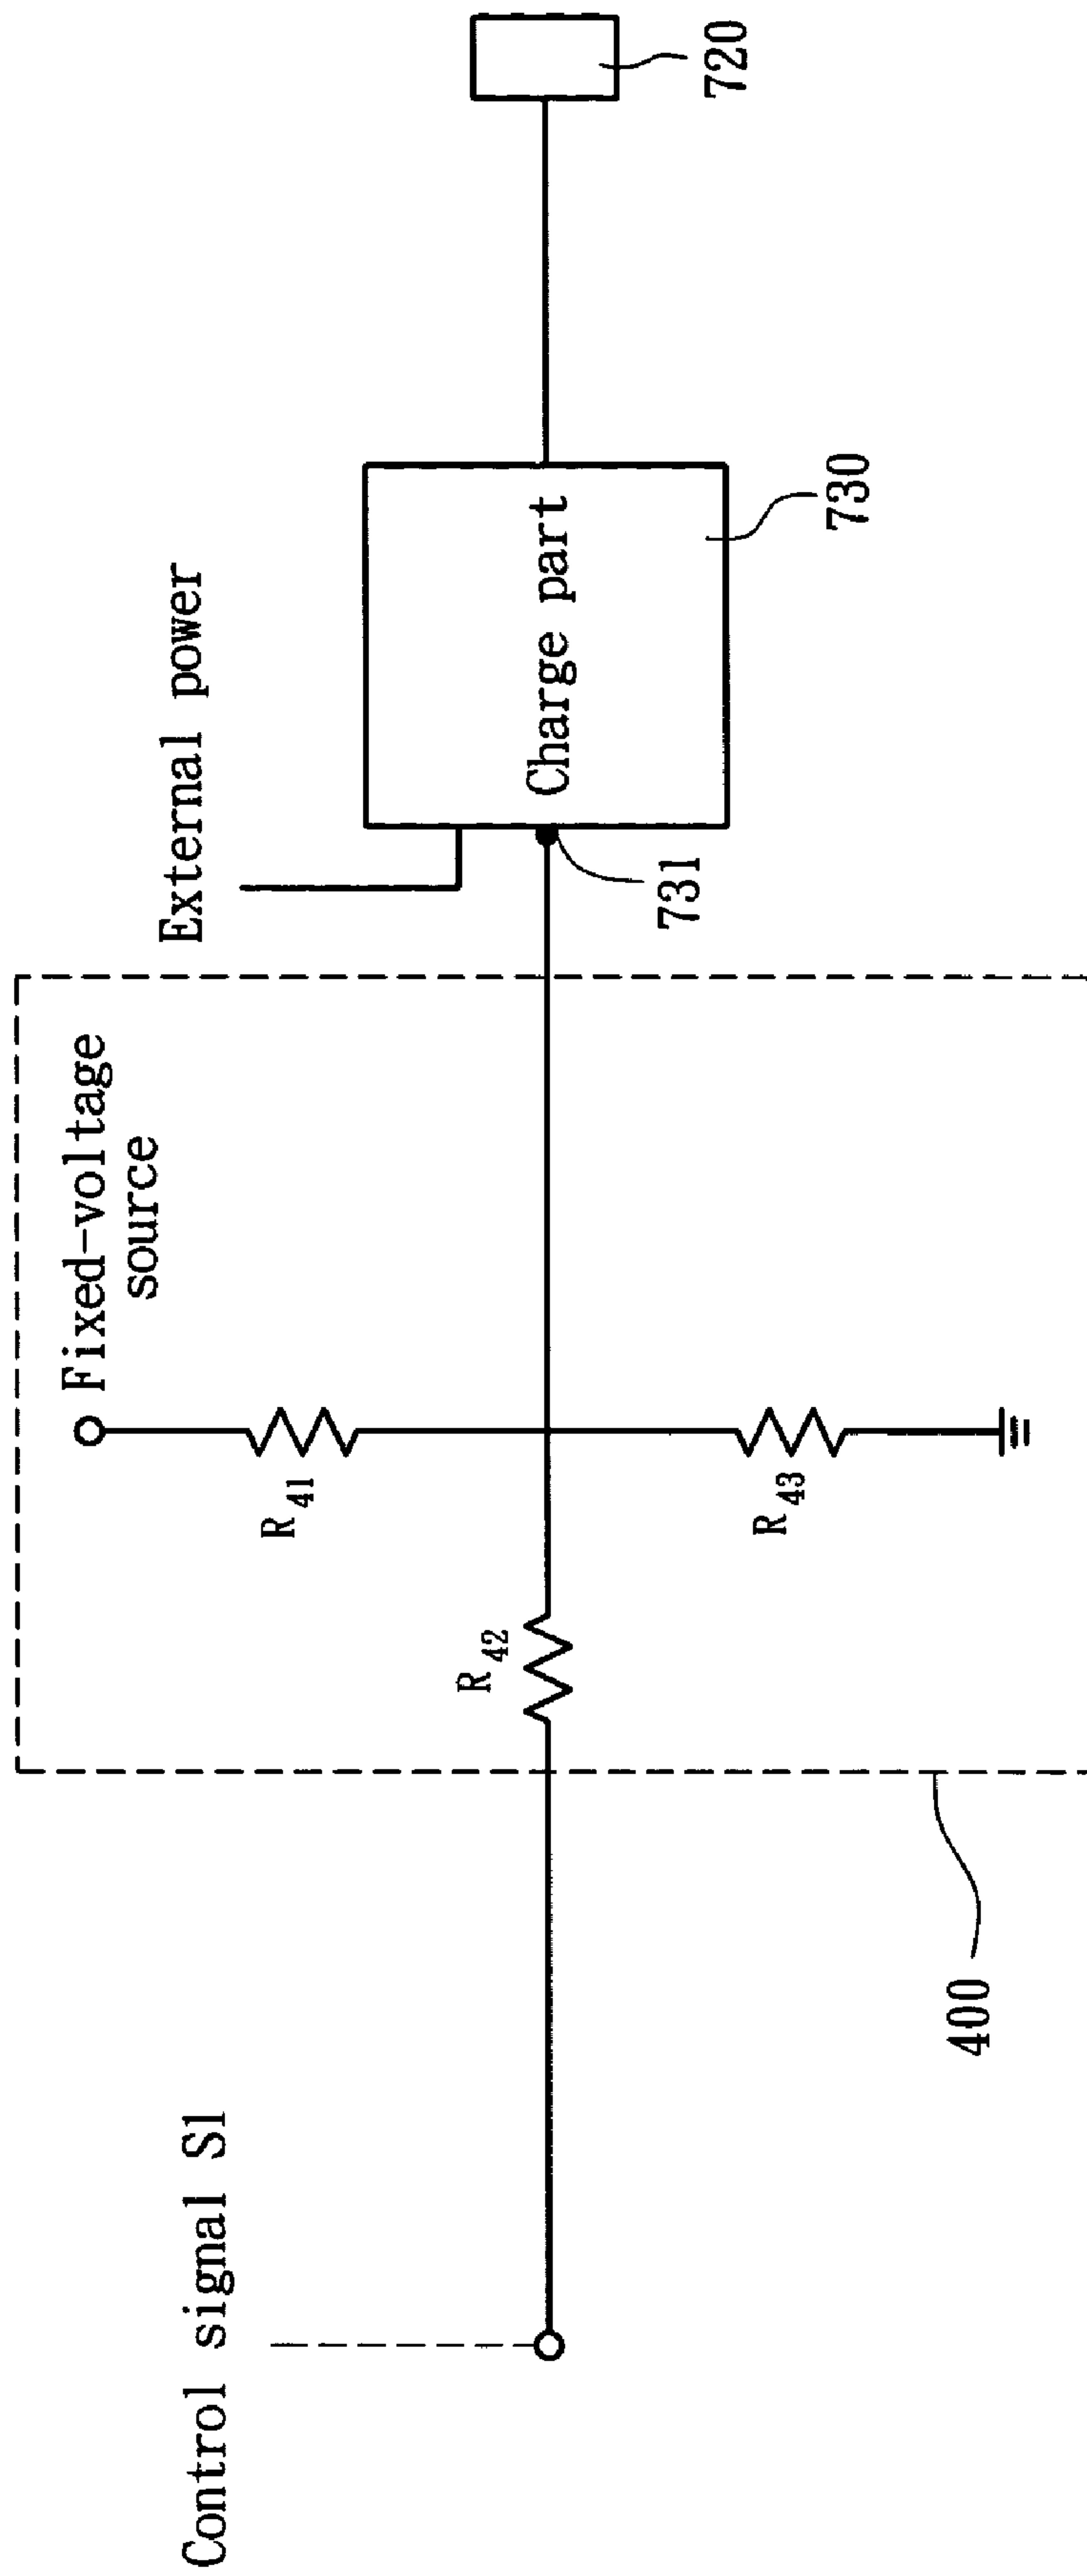 Control signal S1
Fixed-voltage
source
External power
R41
R42
R43
Charge part
731
730
720
400